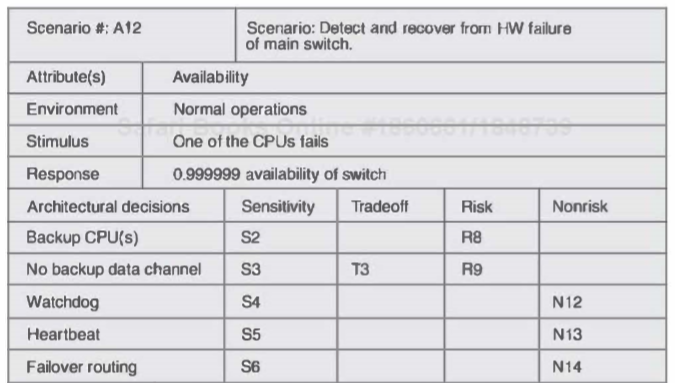 Scenario #: A12 Scenario: Detect and recover from HW failure
of main switch.
Attribute(s) Availability
Environment Normal operations
Stimulus One of the CPUs fails
Response 0.999999 availability of switch
Architectural decisions Sensitivity Tradeoff Risk Nonrisk
Backup CPU(s) S2 R8
No backup data channel S3 T3 R9
Watchdog S4 N12
Heartbeat S5 N13
Failover routing S6 N14